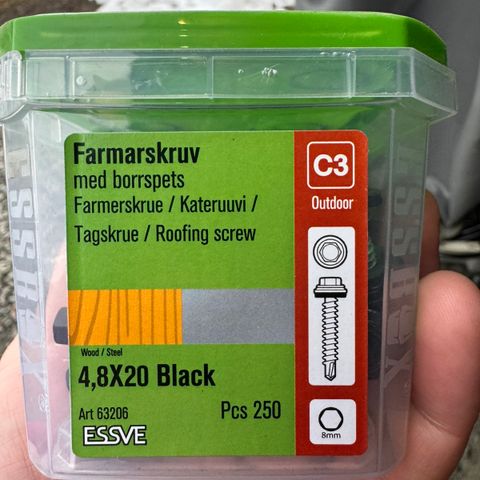 Farmarskruv
med borrspets
Farmerskrue / Kateruuvi /
Tagskrue / Roofing screw
C3
Outdoor
Wood / Steel
4,8X20 Black
Art 63206
Pcs 250
ESSVE
8mm
ESSVE